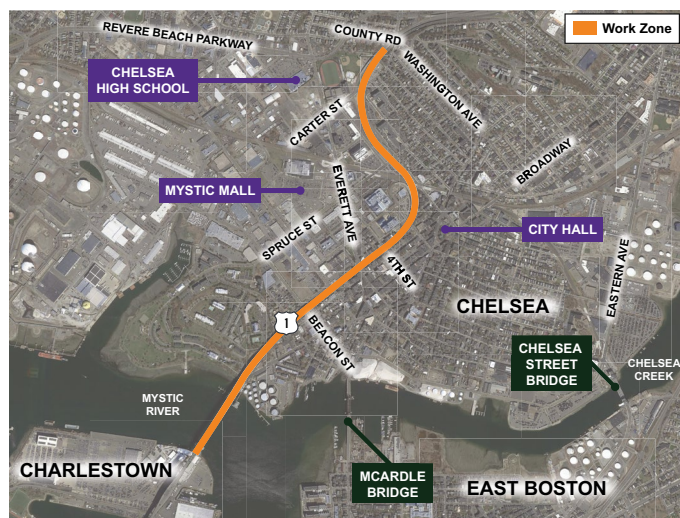 COUNTY RD
REVERE BEACH PARKWAY
Work Zone
WASHINGTON AVE
CHELSEA
HIGH SCHOOL
CARTER ST
BROADWAY
MYSTIC MALL
EVERETT AVE
CITY HALL
SPRUCE ST
4TH ST
EASTERN AVE
CHELSEA
1
BEACON ST
CHELSEA
STREET
BRIDGE
CHELSEA
CREEK
MYSTIC
RIVER
CHARLESTOWN
MCARDLE
BRIDGE
EAST BOSTON